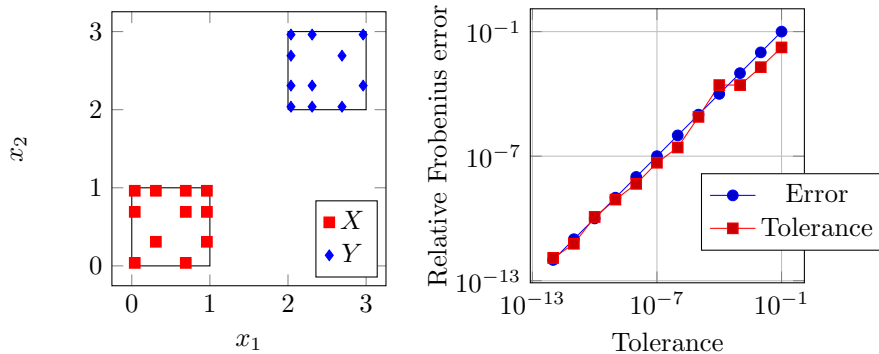 3
2
1
0
0
1
2
3
x₂
x₁
X
Y
Relative Frobenius error
10⁻¹
10⁻⁷
10⁻¹³
10⁻¹³
10⁻⁷
10⁻¹
Tolerance
Error
Tolerance